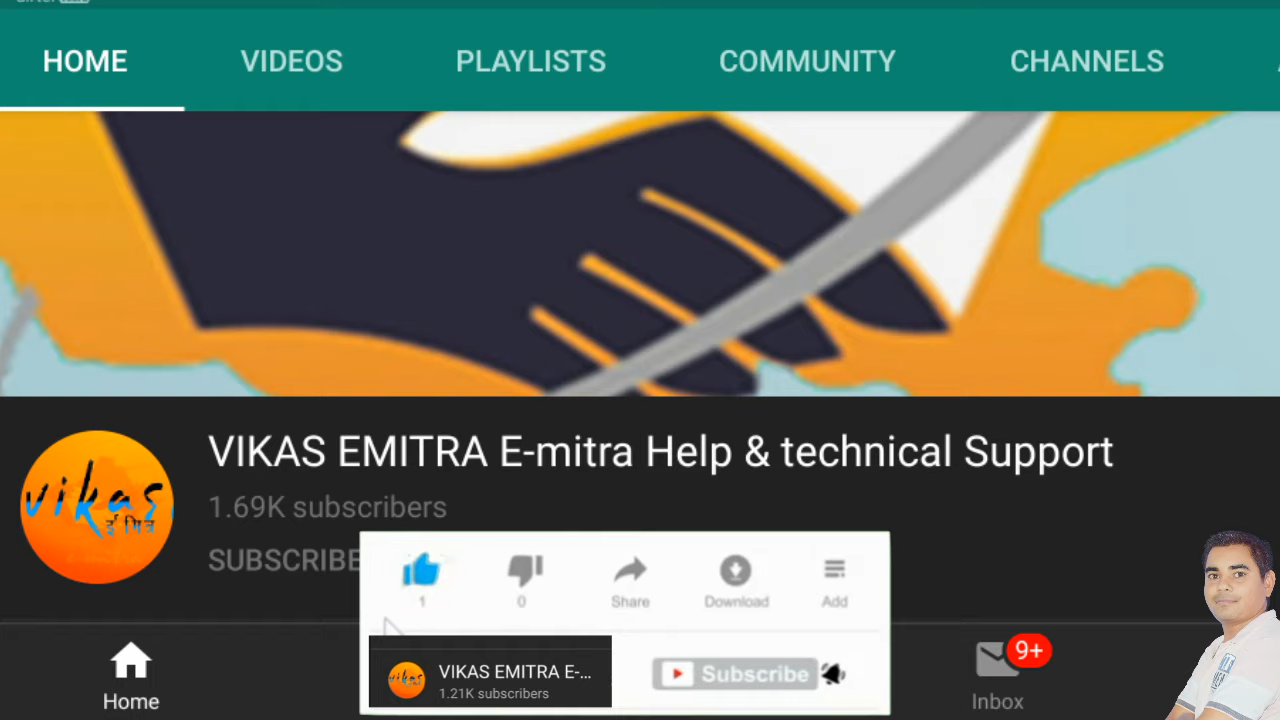 HOME VIDEOS PLAYLISTS COMMUNITY CHANNELS
vikas
ई मित्र
VIKAS EMITRA E-mitra Help & technical Support
1.69K subscribers
SUBSCRIBE
1 0 Share Download Add
vikas
VIKAS EMITRA E-...
1.21K subscribers
Subscribe
9+
Home
Inbox